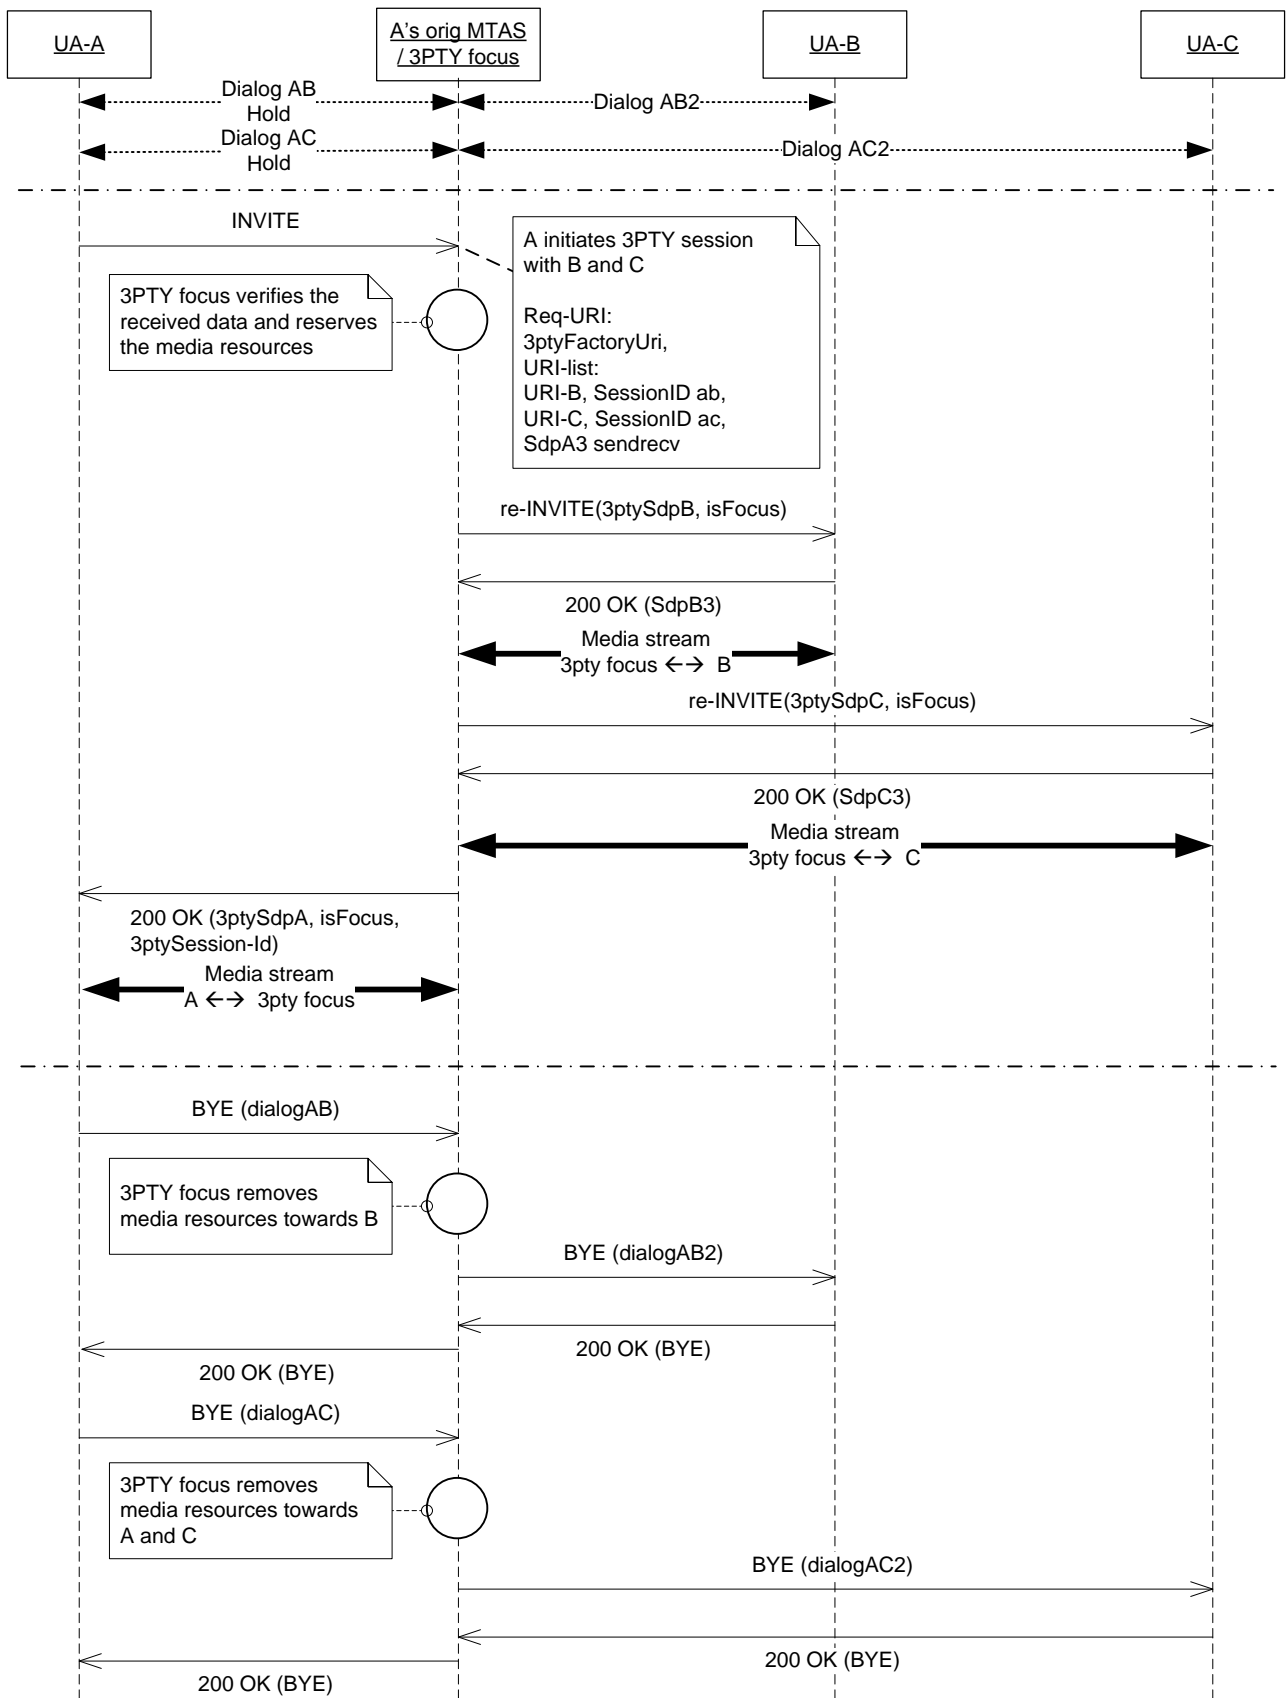 UA-A
A's orig MTAS
/ 3PTY focus
UA-B
UA-C
Dialog AB
Hold
Dialog AB2
Dialog AC
Hold
Dialog AC2
INVITE
A initiates 3PTY session
with B and C
Req-URI:
3ptyFactoryUri,
URI-list:
URI-B, SessionID ab,
URI-C, SessionID ac,
SdpA3 sendrecv
3PTY focus verifies the
received data and reserves
the media resources
re-INVITE(3ptySdpB, isFocus)
200 OK (SdpB3)
Media stream
3pty focus ←→ B
re-INVITE(3ptySdpC, isFocus)
200 OK (SdpC3)
Media stream
3pty focus ←→ C
200 OK (3ptySdpA, isFocus,
3ptySession-Id)
Media stream
A ←→ 3pty focus
BYE (dialogAB)
3PTY focus removes
media resources towards B
BYE (dialogAB2)
200 OK (BYE)
200 OK (BYE)
BYE (dialogAC)
3PTY focus removes
media resources towards
A and C
BYE (dialogAC2)
200 OK (BYE)
200 OK (BYE)